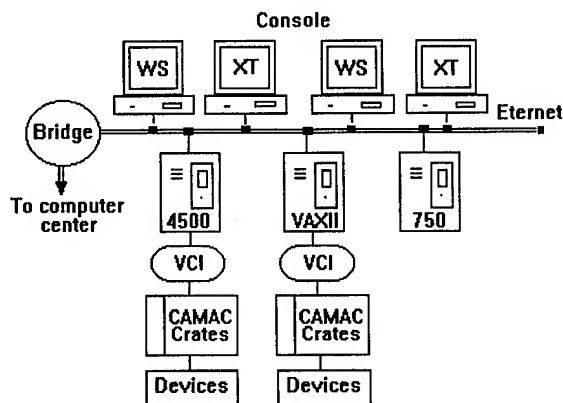 Console
WS
XT
WS
XT
Eternet
Bridge
To computer
center
4500
VAXII
750
VCI
VCI
CAMAC
Crates
CAMAC
Crates
Devices
Devices